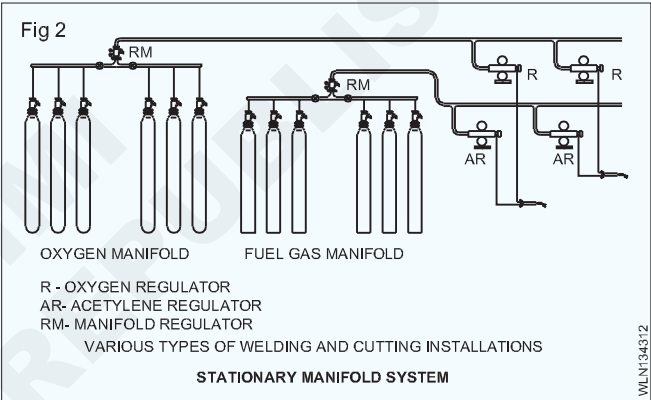 Fig 2
RM
R
R
RM
AR
AR
OXYGEN MANIFOLD
FUEL GAS MANIFOLD
R - OXYGEN REGULATOR
AR- ACETYLENE REGULATOR
RM- MANIFOLD REGULATOR
VARIOUS TYPES OF WELDING AND CUTTING INSTALLATIONS
STATIONARY MANIFOLD SYSTEM
WLN134312
REPUBLIS